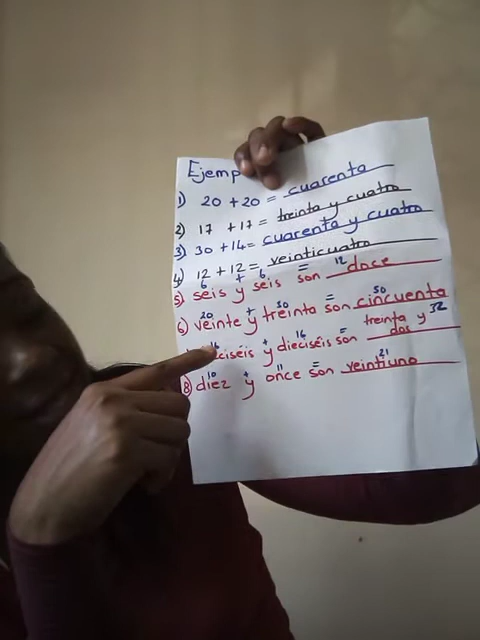 Ejemp
1) 20 + 20 = cuarenta
2) 17 + 17 = treinta y cuatro
3) 30 + 14 = cuarenta y cuatro
4) 12 + 12 = veinticuatro
6 + 6 = 12
5) seis y seis son doce
20 + 30 = 50
6) veinte y treinta son cincuenta
16 + 16 = treinta y 32
eciséis y dieciséis son dos
10 + 11 = 21
8) diez y once son veintiuno